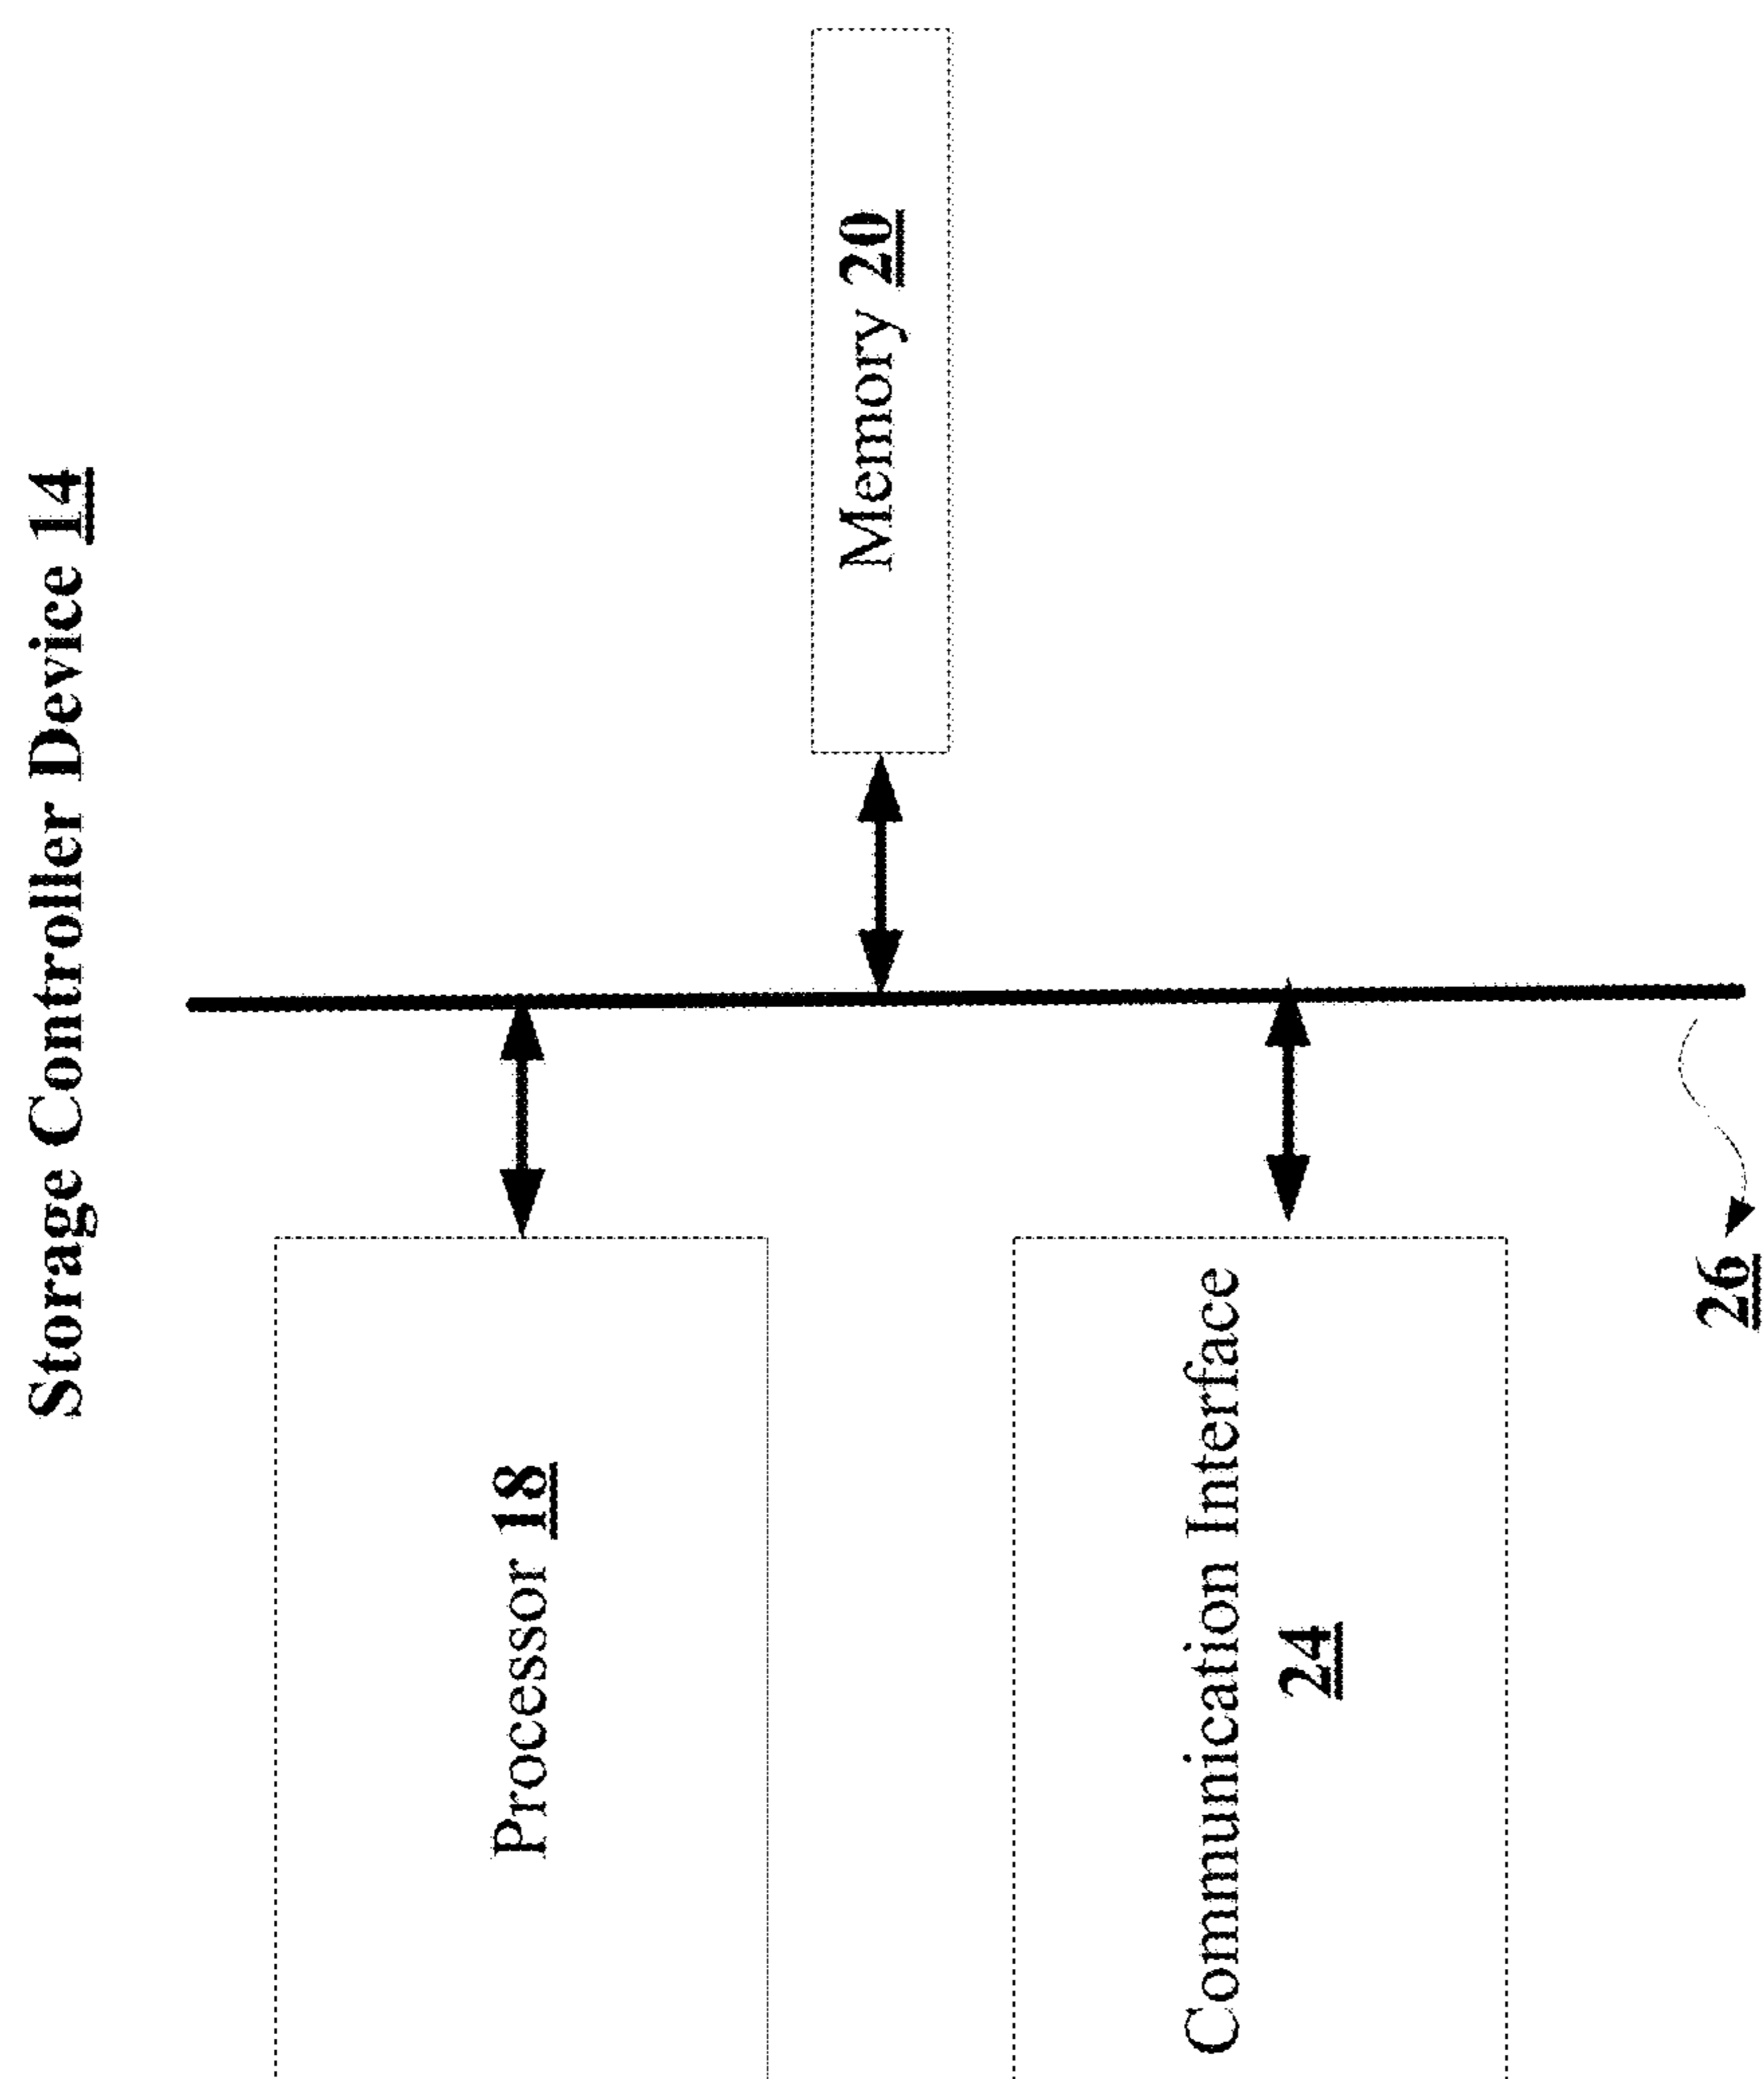 Storage Controller Device 14
Processor 18
Memory 20
Communication Interface
24
26